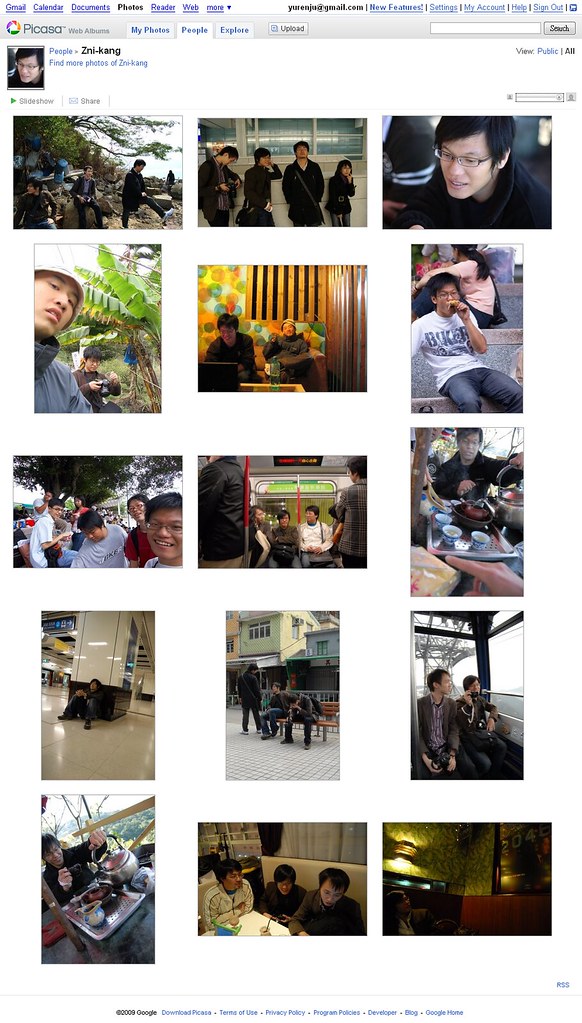 Gmail Calendar Documents Photos Reader Web more ▼ yurenju@gmail.com | New Features! | Settings | My Account | Help | Sign Out |
Picasa™ Web Albums My Photos People Explore Upload Search
People » Zni-kang View: Public | All
Find more photos of Zni-kang
Slideshow Share
RSS
©2009 Google Download Picasa - Terms of Use - Privacy Policy - Program Policies - Developer - Blog - Google Home